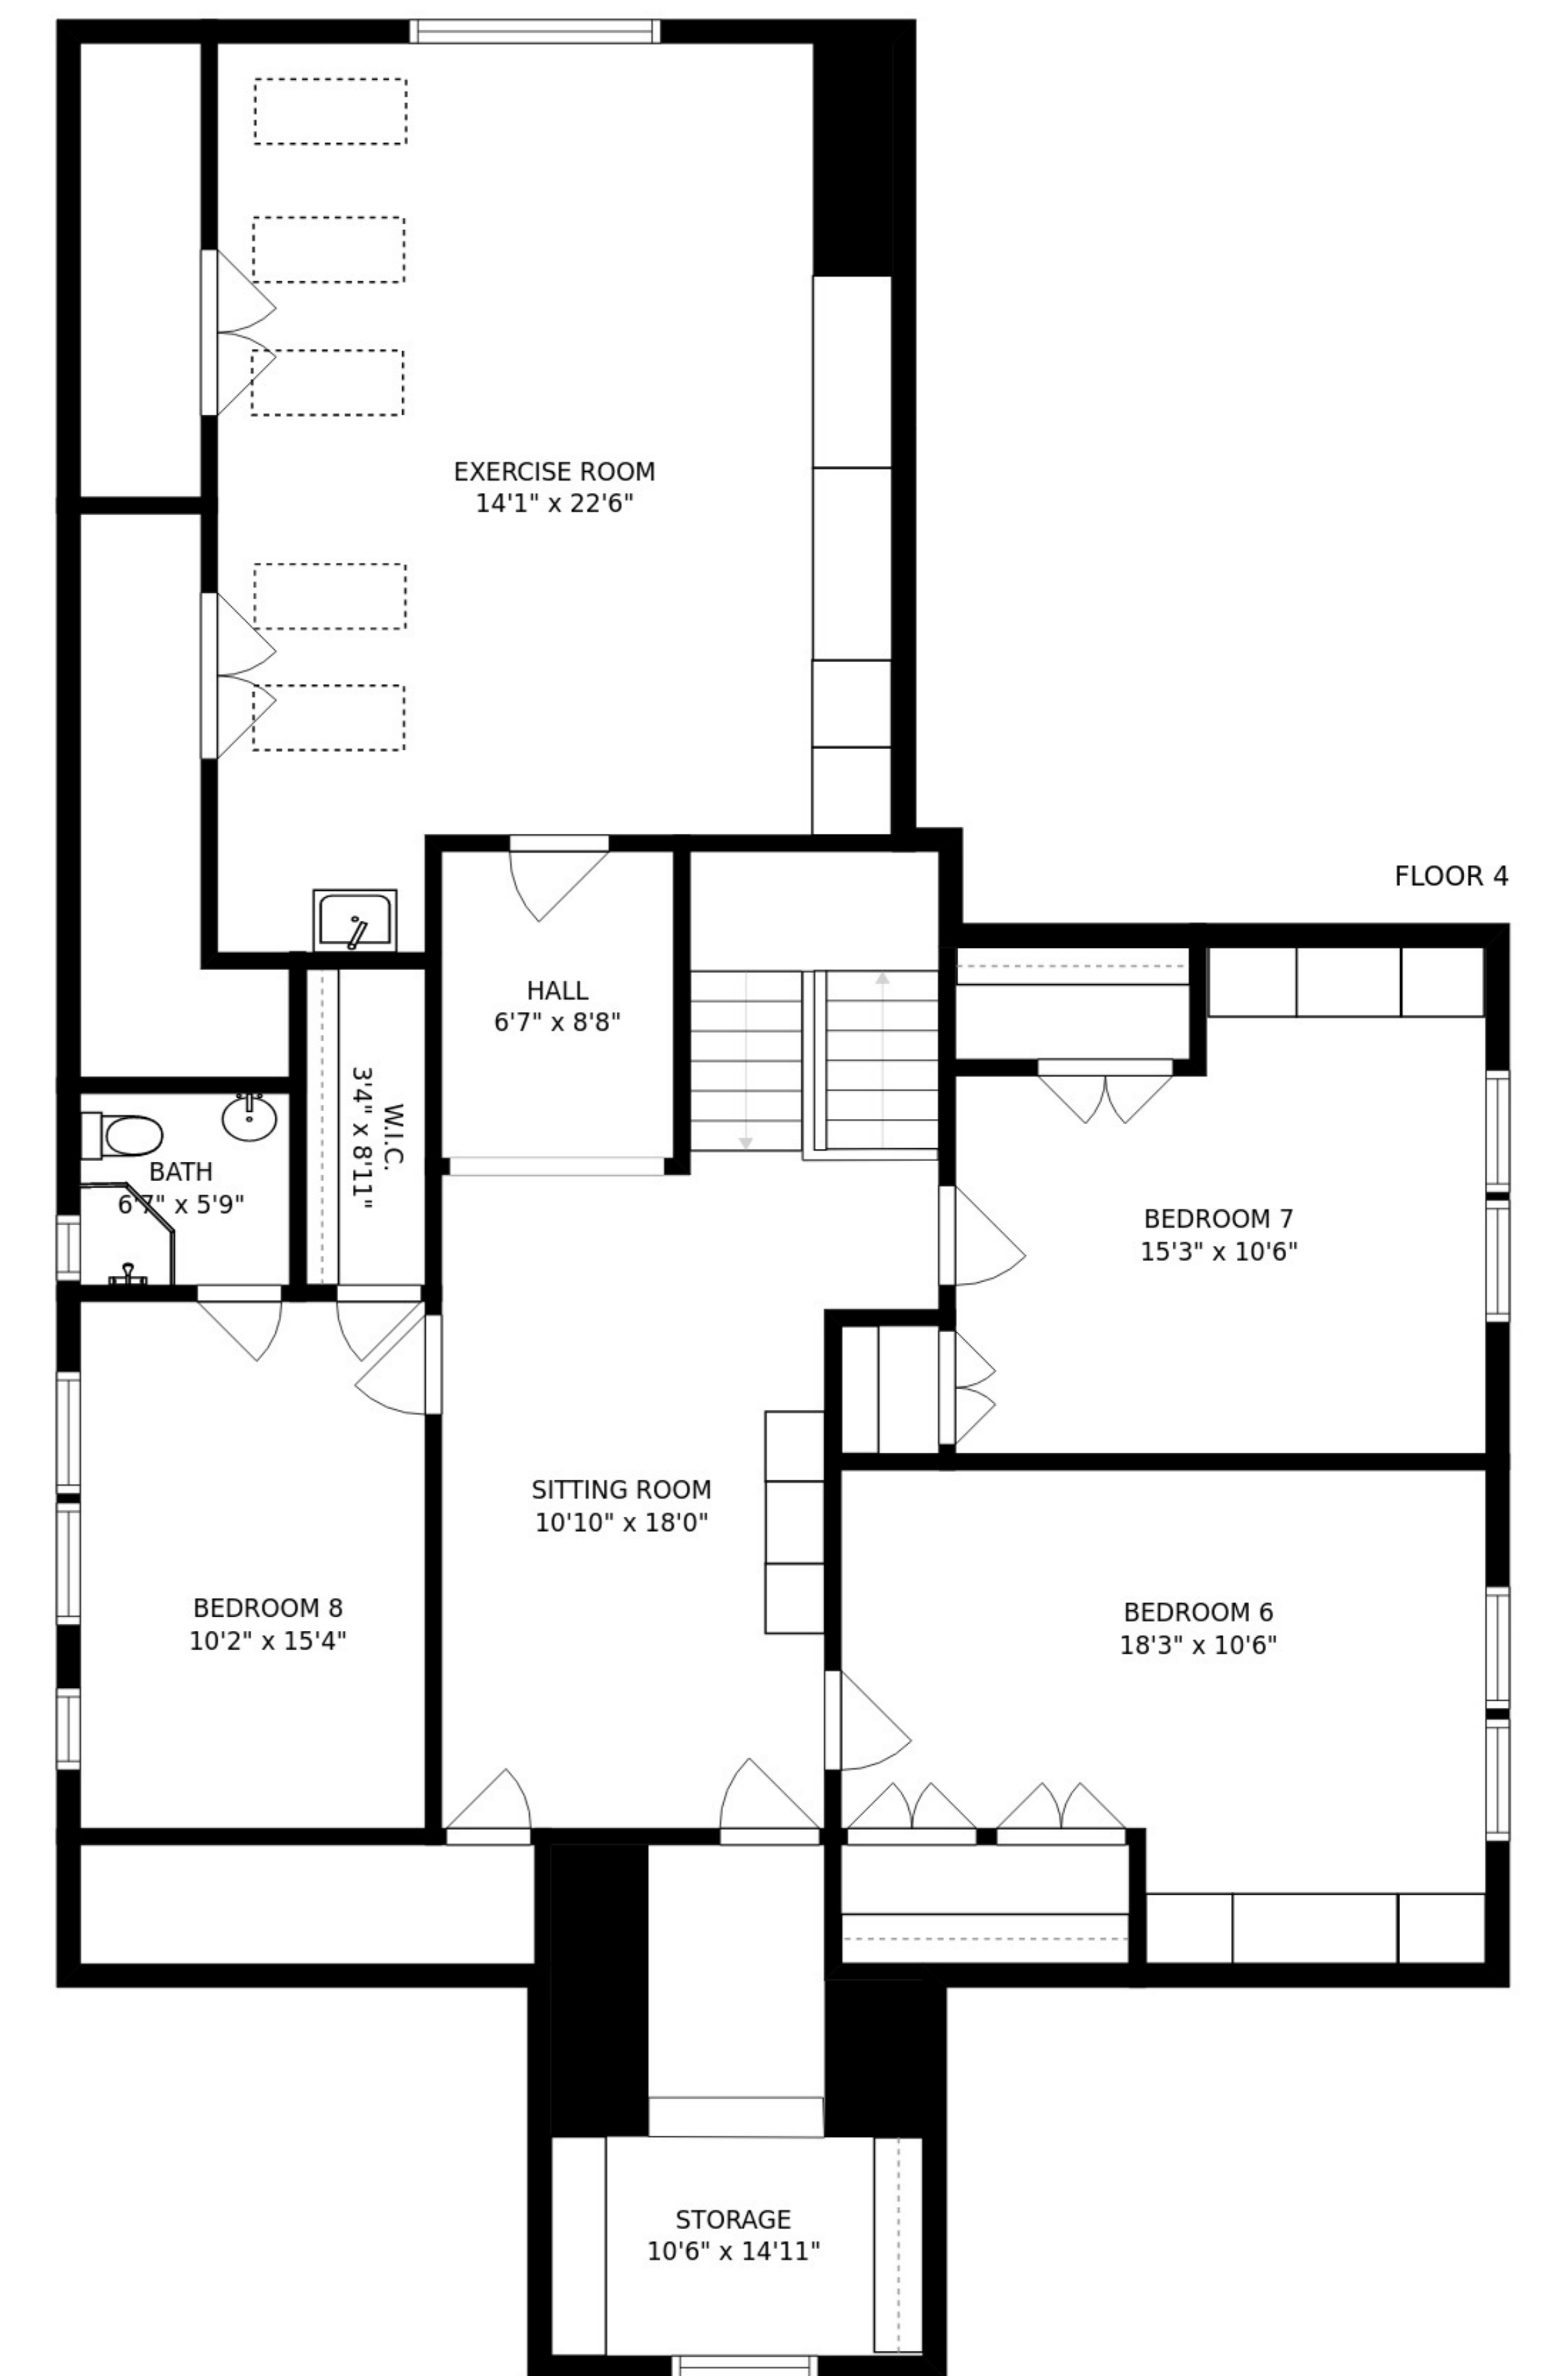 EXERCISE ROOM
14'1" x 22'6"
FLOOR 4
HALL
6'7" x 8'8"
W.I.C.
3'4" x 8'11"
BATH
6'7" x 5'9"
BEDROOM 7
15'3" x 10'6"
SITTING ROOM
10'10" x 18'0"
BEDROOM 8
10'2" x 15'4"
BEDROOM 6
18'3" x 10'6"
STORAGE
10'6" x 14'11"